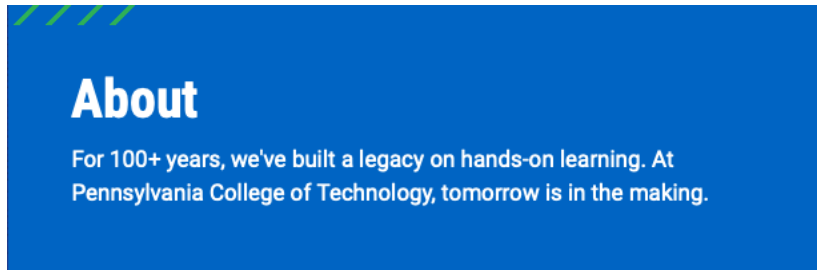 About
For 100+ years, we've built a legacy on hands-on learning. At
Pennsylvania College of Technology, tomorrow is in the making.